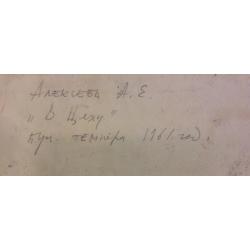 Алексеев А. Е.
„В Цеху"
бум. темпера 1961 год.